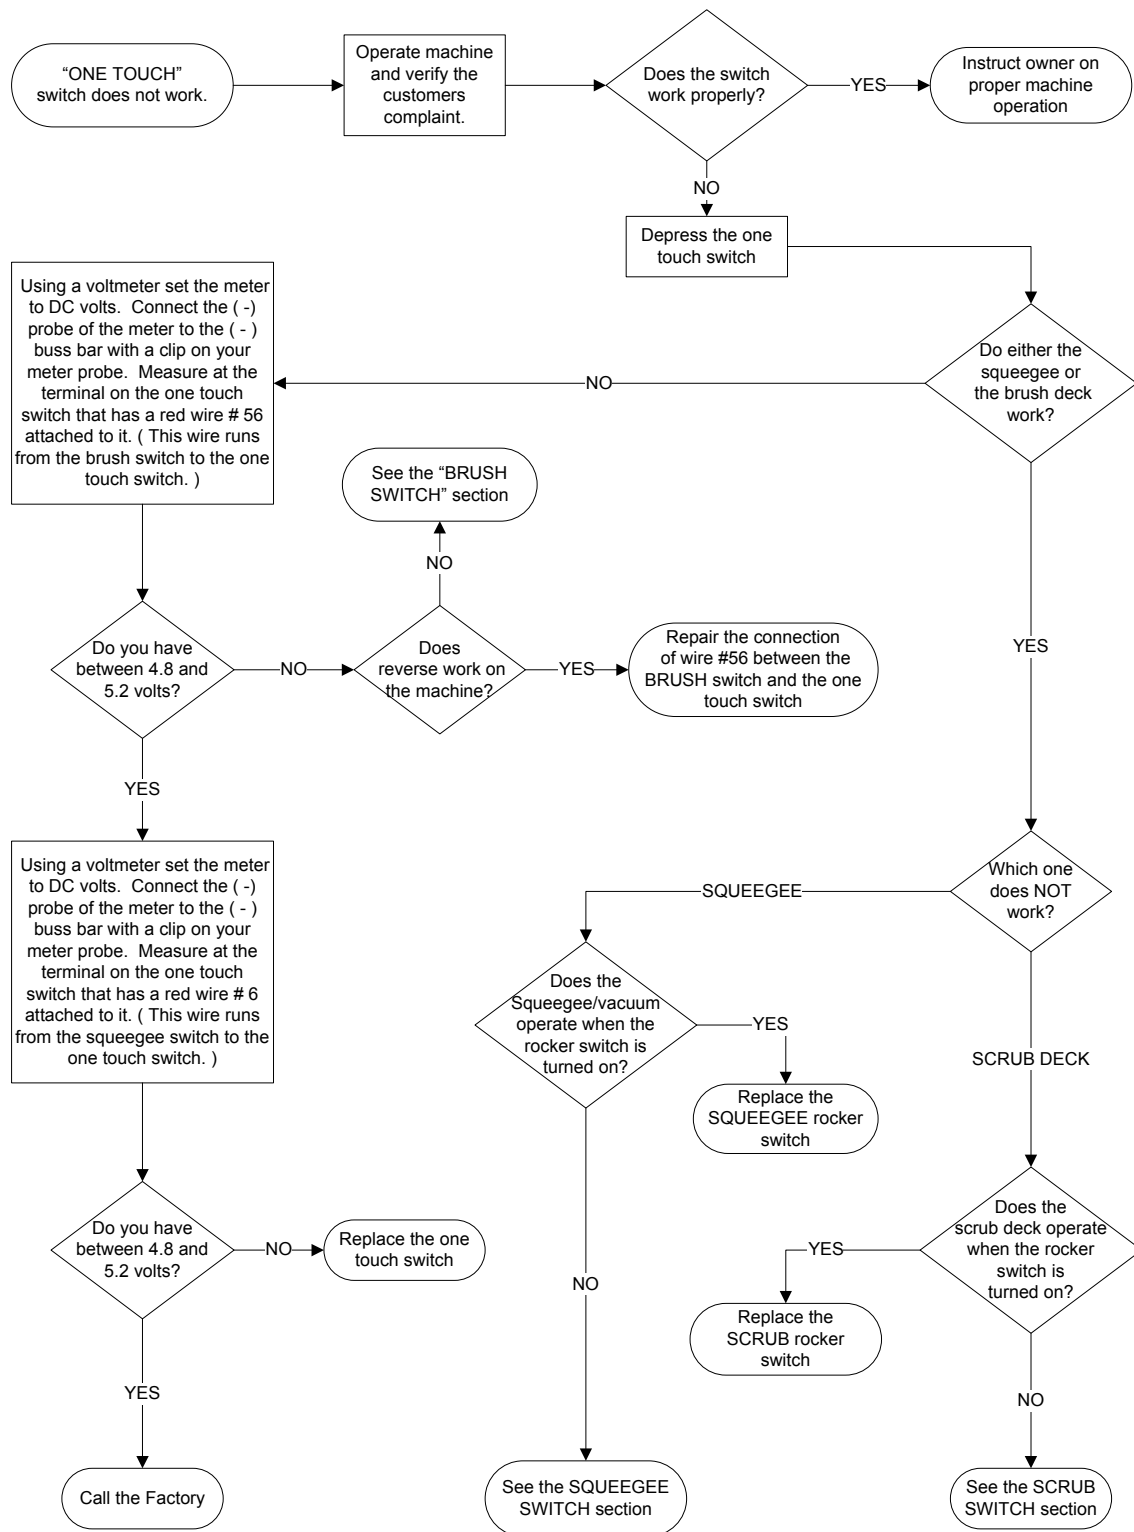 “ONE TOUCH”
switch does not work.
Operate machine
and verify the
customers
complaint.
Does the switch
work properly?
YES
Instruct owner on
proper machine
operation
NO
Depress the one
touch switch
Using a voltmeter set the meter
to DC volts. Connect the ( -)
probe of the meter to the ( - )
buss bar with a clip on your
meter probe. Measure at the
terminal on the one touch
switch that has a red wire # 56
attached to it. ( This wire runs
from the brush switch to the one
touch switch. )
Do either the
squeegee or
the brush deck
work?
NO
See the “BRUSH
SWITCH” section
NO
Do you have
between 4.8 and
5.2 volts?
NO
Does
reverse work on
the machine?
YES
Repair the connection
of wire #56 between the
BRUSH switch and the one
touch switch
YES
YES
Using a voltmeter set the meter
to DC volts. Connect the ( -)
probe of the meter to the ( - )
buss bar with a clip on your
meter probe. Measure at the
terminal on the one touch
switch that has a red wire # 6
attached to it. ( This wire runs
from the squeegee switch to the
one touch switch. )
Which one
does NOT
work?
SQUEEGEE
Does the
Squeegee/vacuum
operate when the
rocker switch is
turned on?
YES
SCRUB DECK
Replace the
SQUEEGEE rocker
switch
Do you have
between 4.8 and
5.2 volts?
NO
Replace the one
touch switch
Does the
scrub deck operate
when the rocker
switch is
turned on?
YES
NO
Replace the
SCRUB rocker
switch
YES
NO
Call the Factory
See the SQUEEGEE
SWITCH section
See the SCRUB
SWITCH section